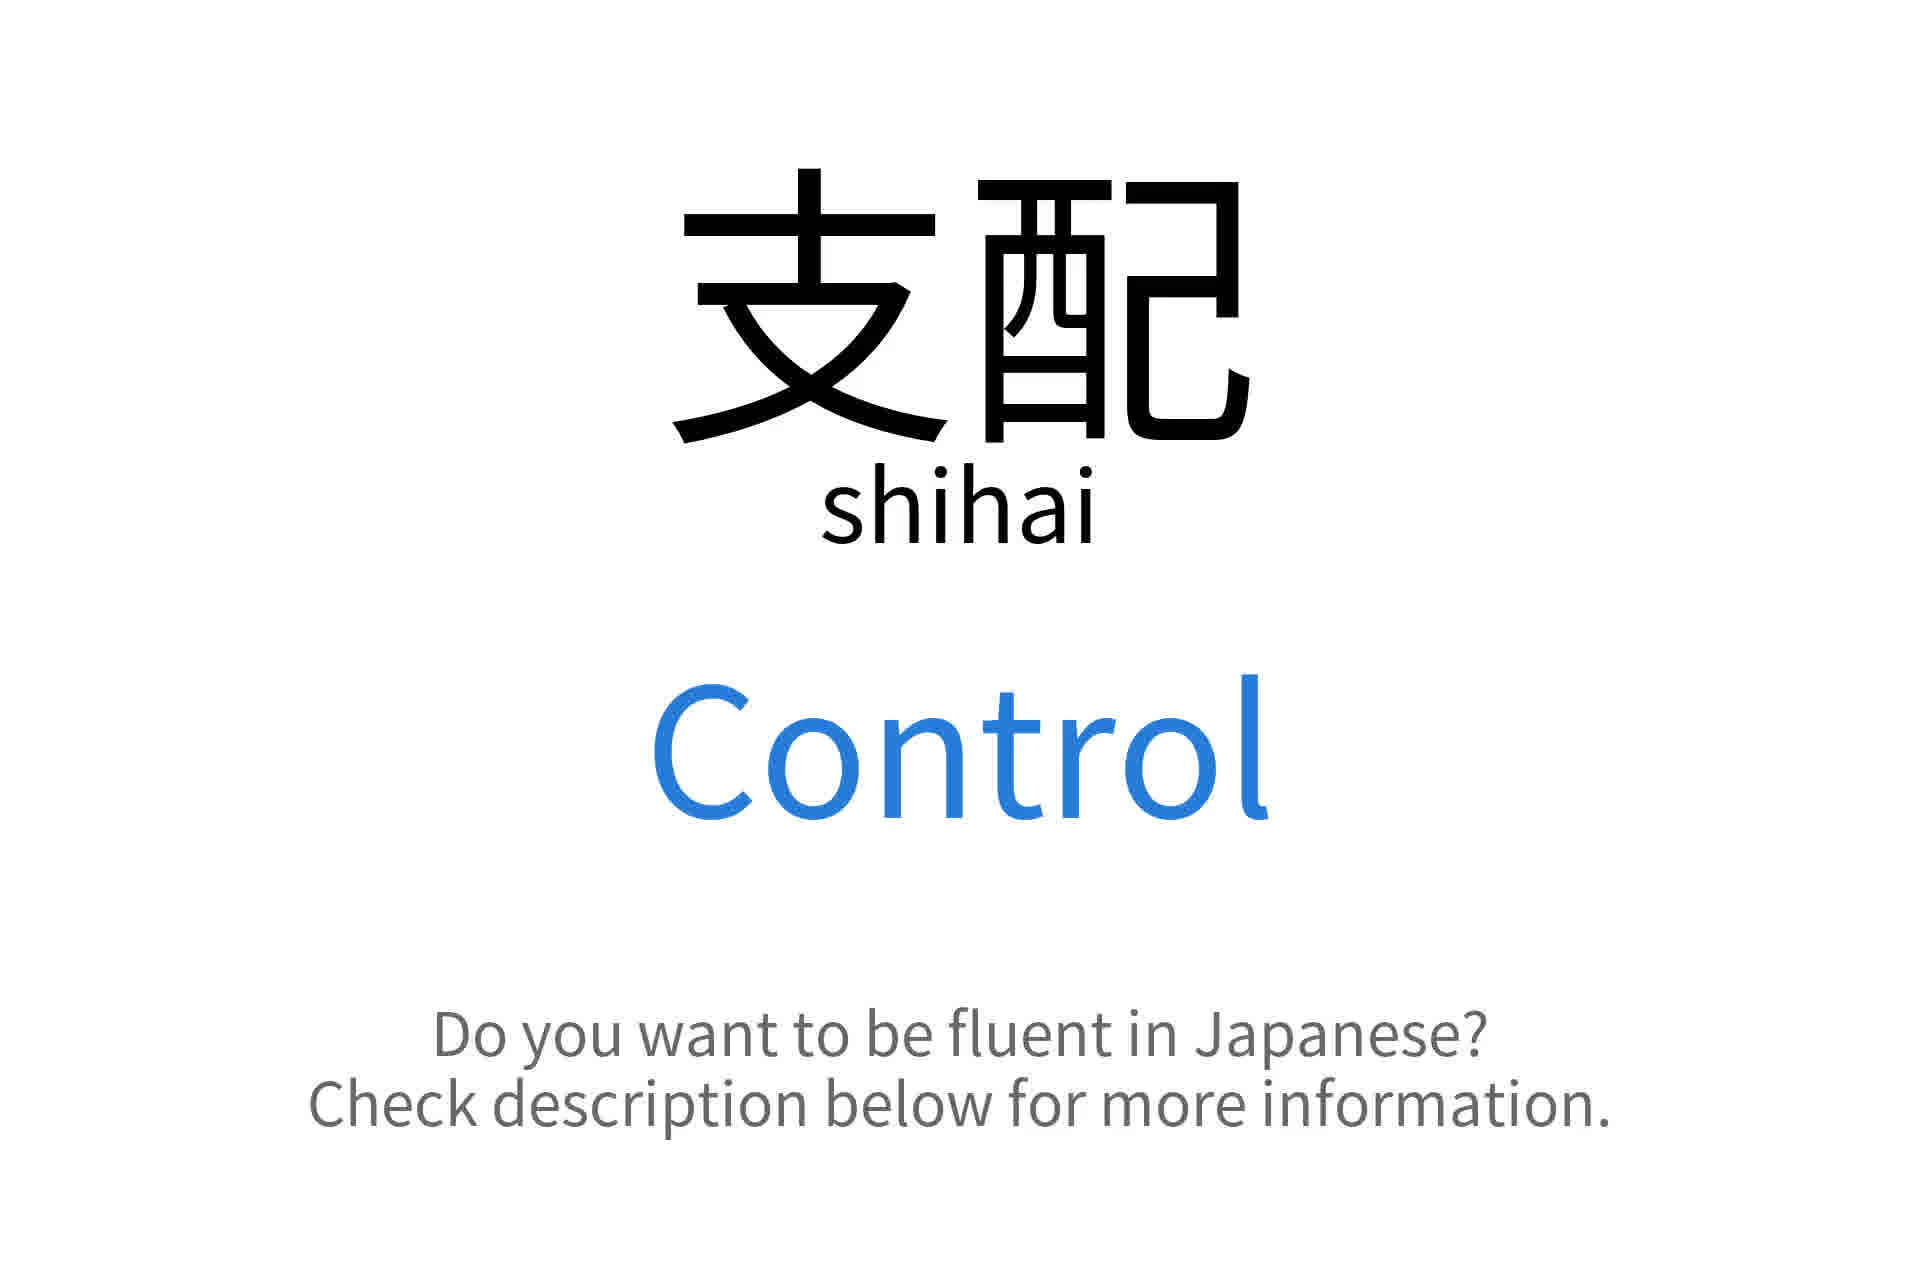 支配
shihai
Control
Do you want to be fluent in Japanese?
Check description below for more information.